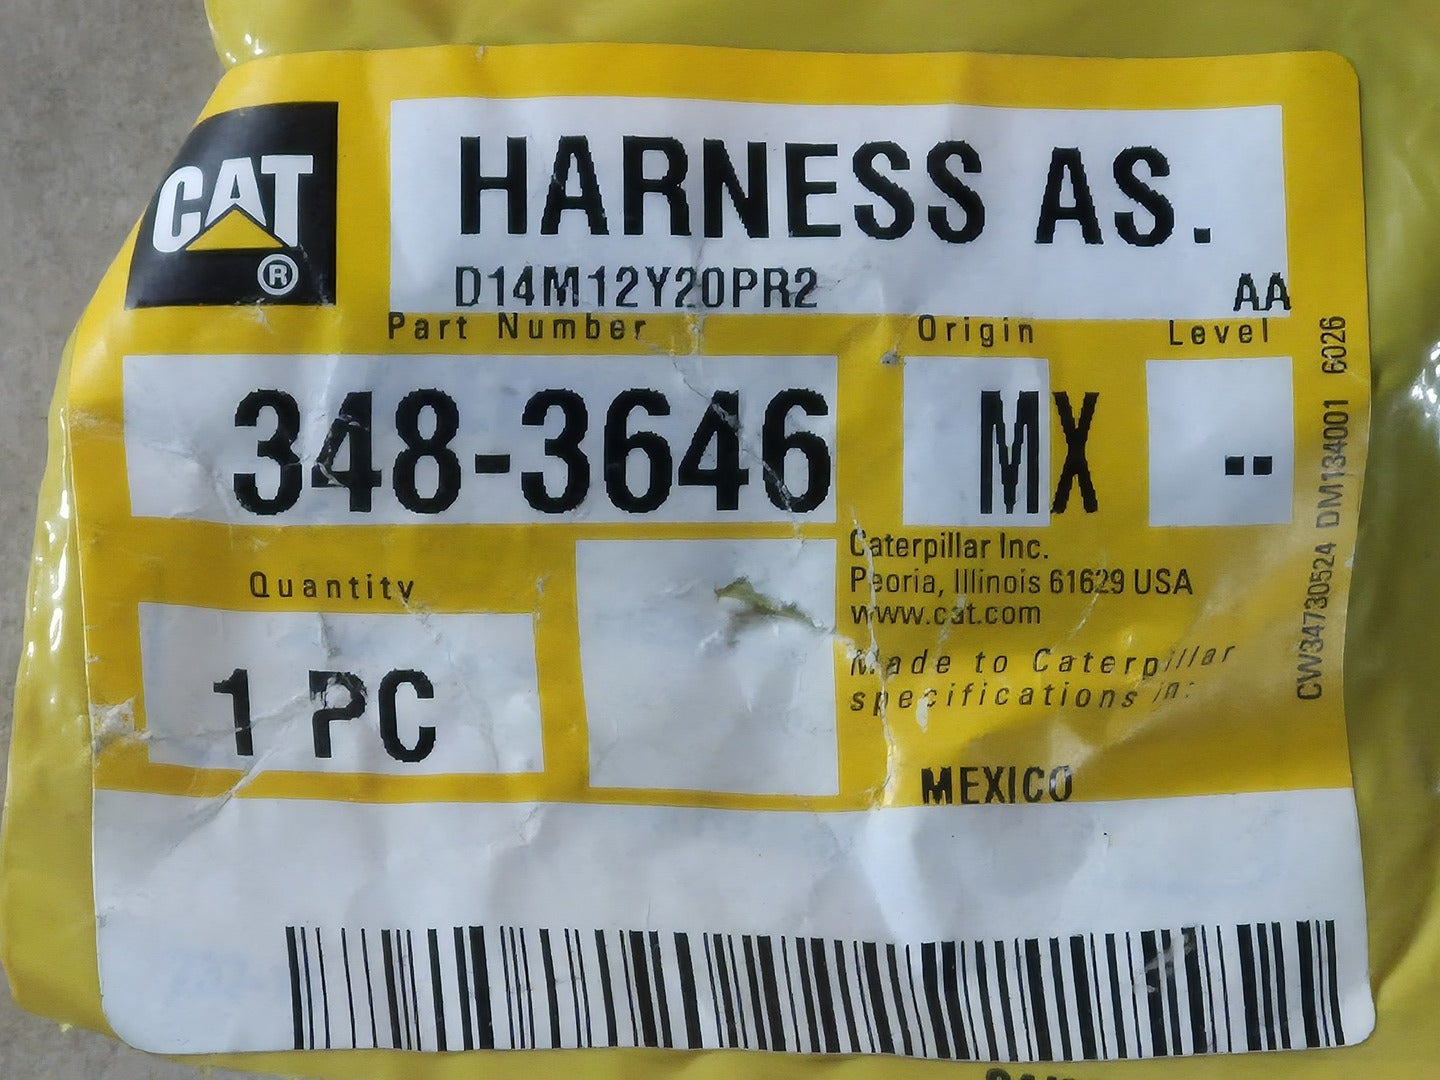 CAT
®
HARNESS AS.
D14M12Y20PR2 AA
Part Number Origin Level
348-3646 MX --
Quantity
1 PC
Caterpillar Inc.
Peoria, Illinois 61629 USA
www.cat.com
Made to Caterpillar
specifications in:
MEXICO
CW34730524 DM134001 6026